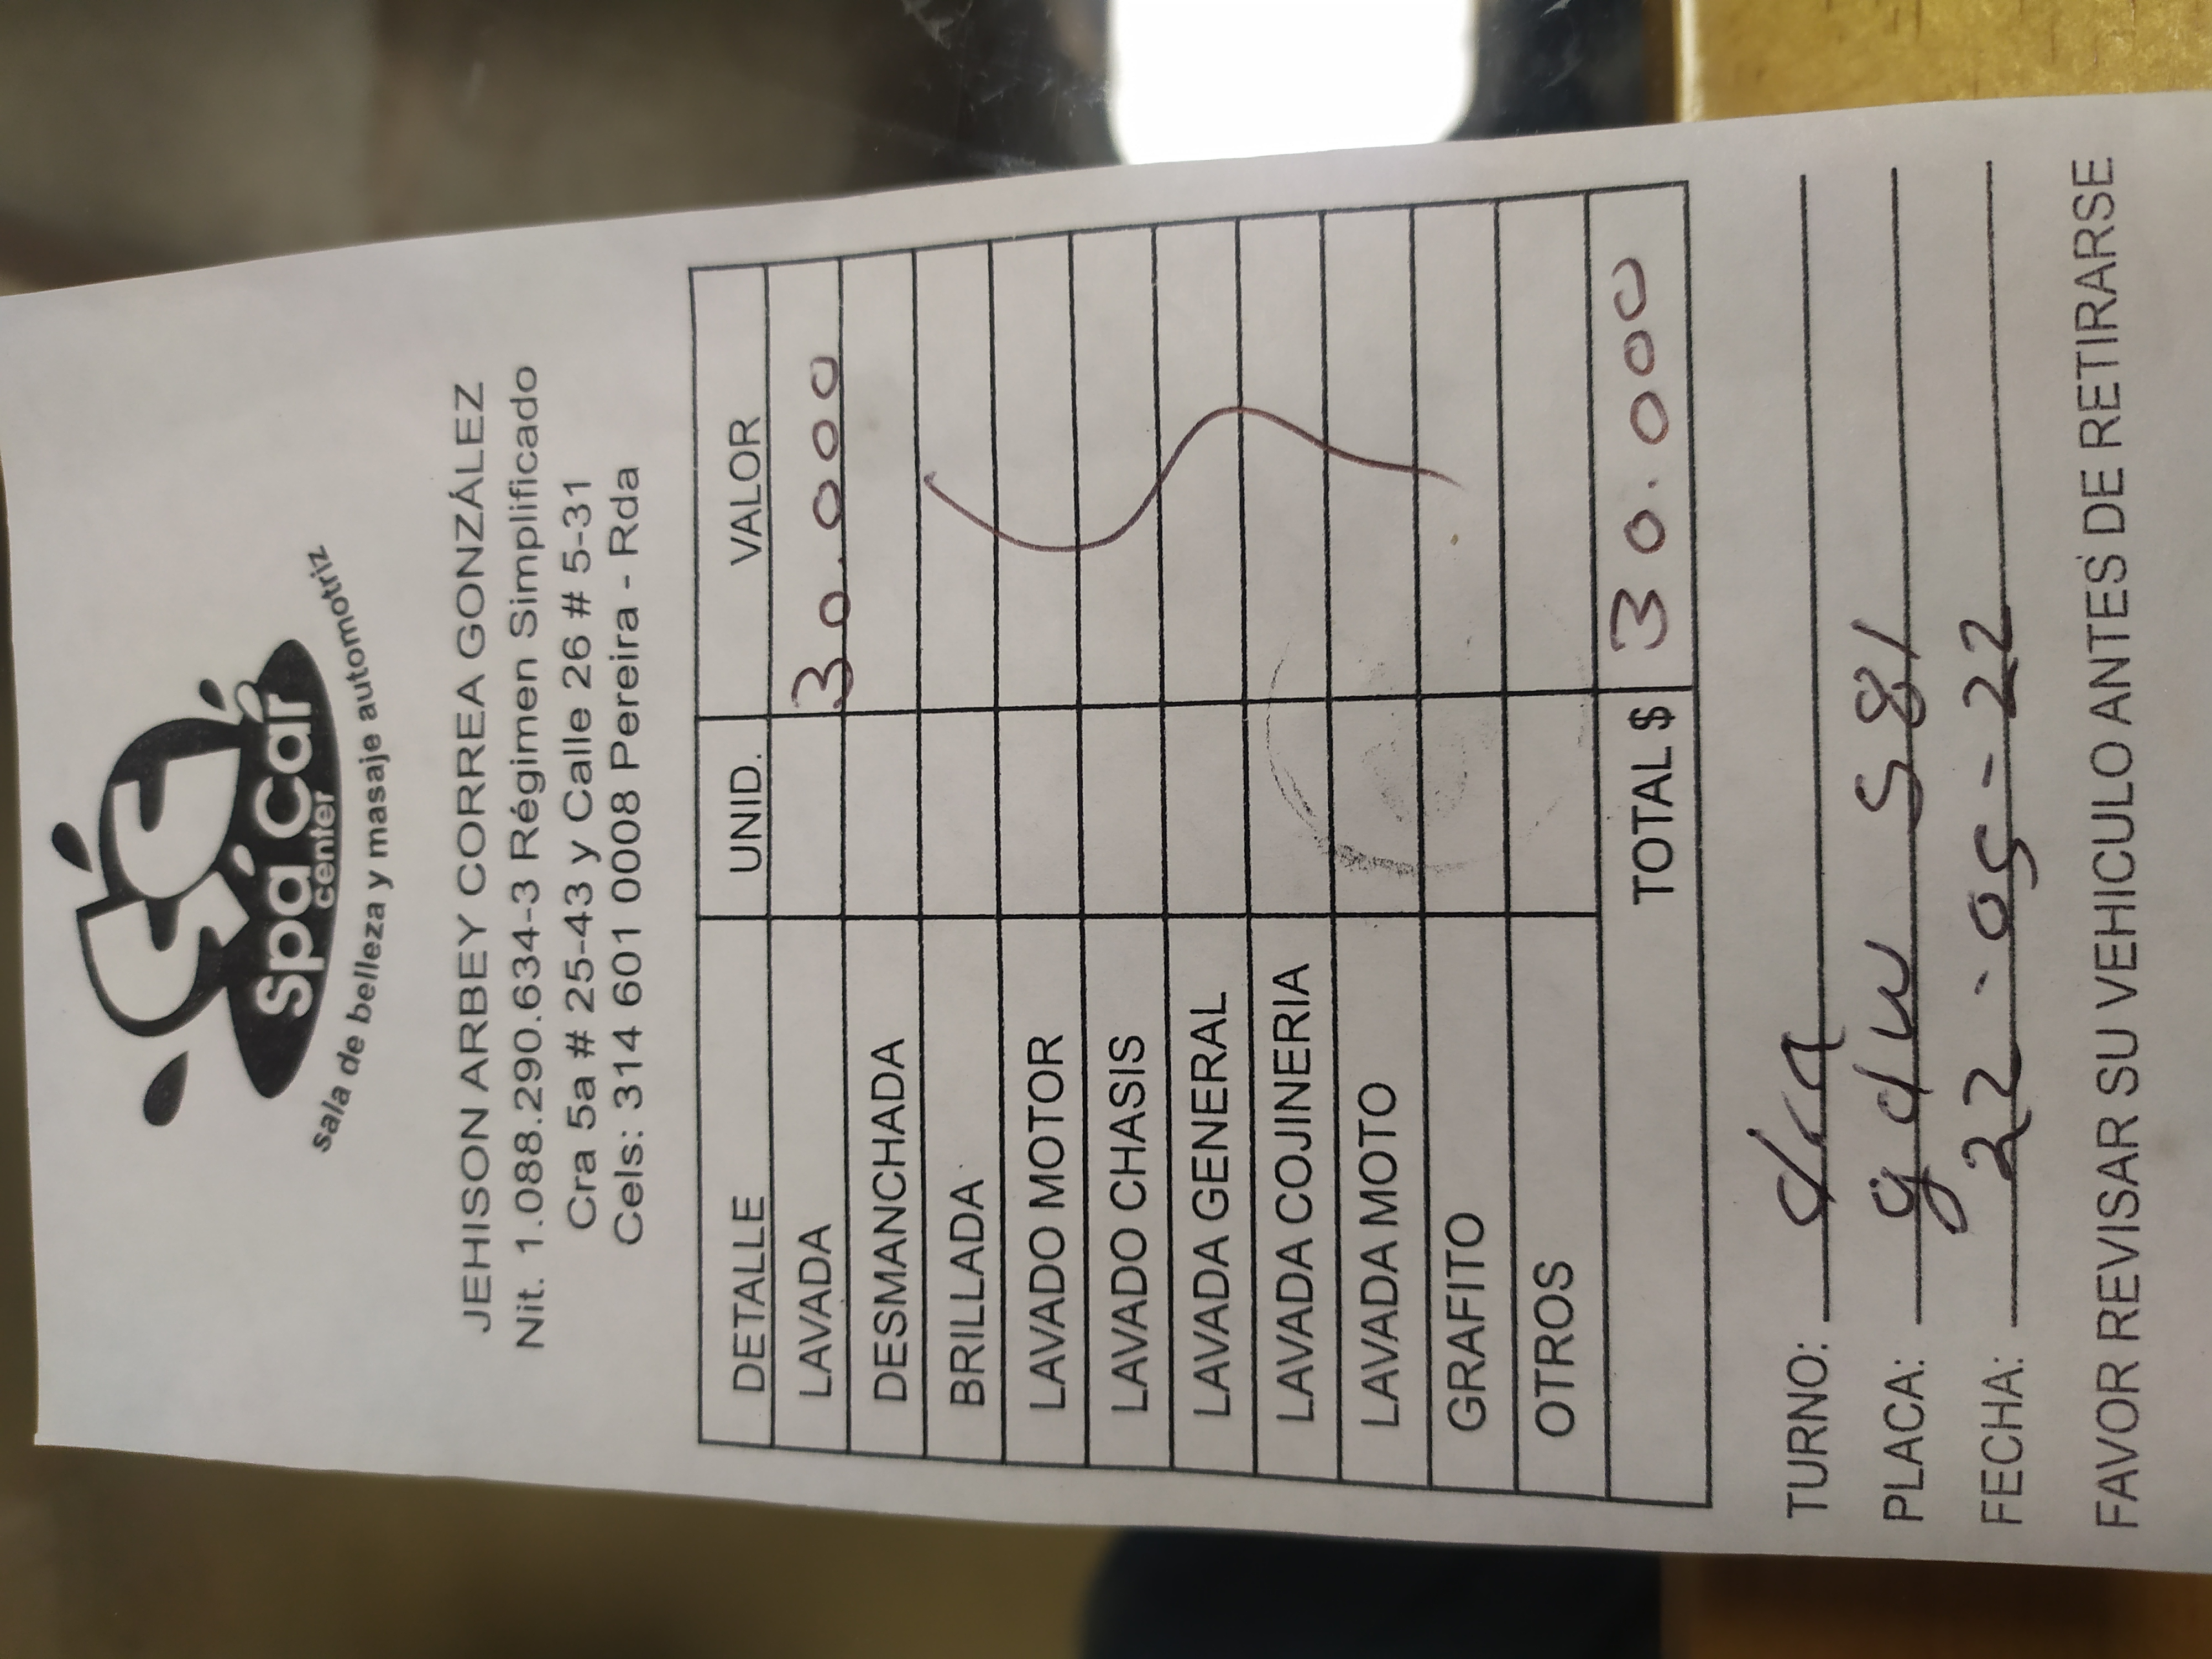 Spá Car
center
Sala de belleza y masaje automotriz
JEHISON ARBEY CORREA GONZÁLEZ
Nit. 1.088.290.634-3 Régimen Simplificado
Cra 5a # 25-43 y Calle 26 # 5-31
Cels: 314 601 0008 Pereira - Rda
DETALLE UNID. VALOR
LAVADA 30.000
DESMANCHADA
BRILLADA
LAVADO MOTOR
LAVADO CHASIS
LAVADA GENERAL
LAVADA COJINERIA
LAVADA MOTO
GRAFITO
OTROS
TOTAL $ 30.000
TURNO:
PLACA: gdw 581
FECHA: 22-05-22
FAVOR REVISAR SU VEHICULO ANTES DE RETIRARSE